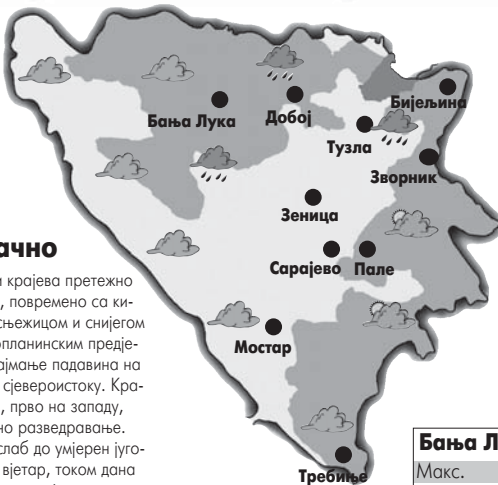 Бања Лука
Добој
Бијељина
Тузла
Зворник
Зеница
Сарајево
Пале
Мостар
Требиње
ачно
и крајева претежно
, повремено са ки-
сњежицом и снијегом
опланинским предје-
ајмање падавина на
сјевероистоку. Кра-
, прво на западу,
но разведравање.
слаб до умјерен југо-
вјетар, током дана
Бања Л
Макс.